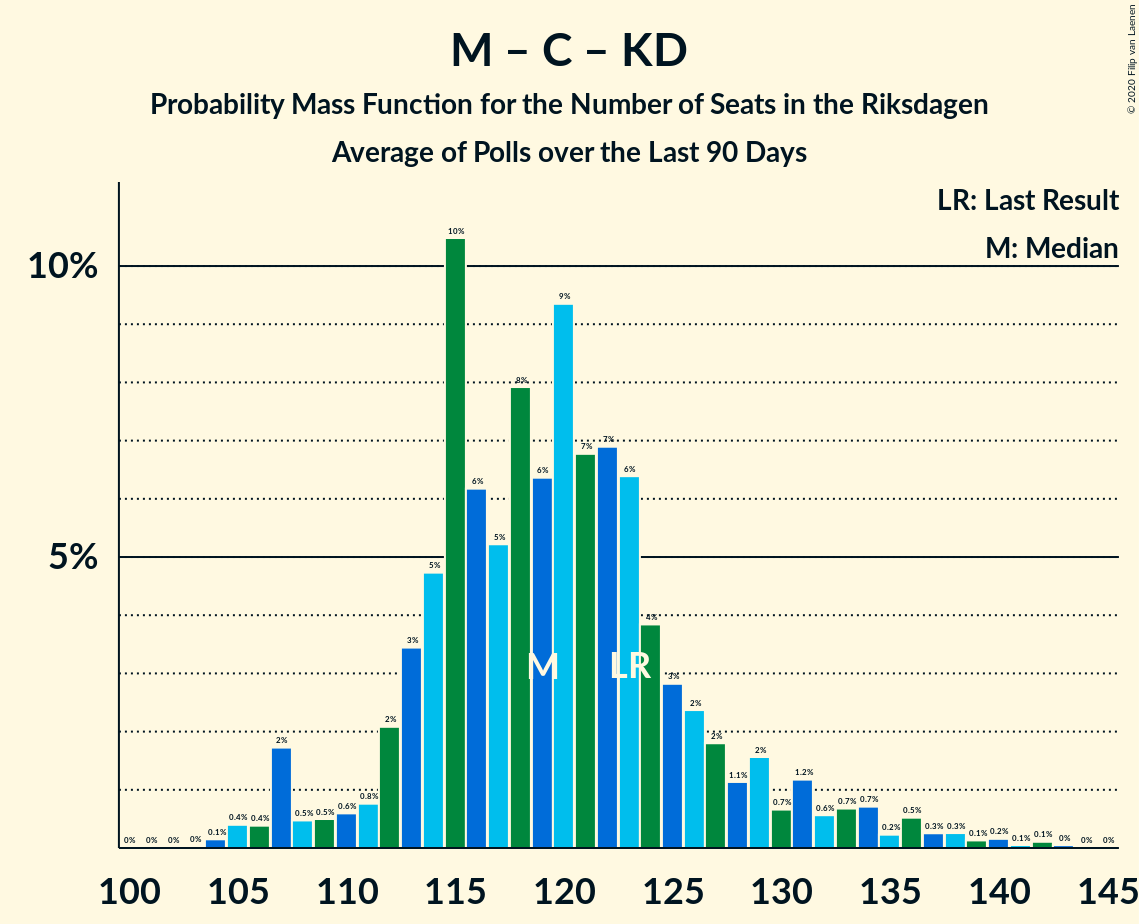 M – C – KD
Probability Mass Function for the Number of Seats in the Riksdagen
Average of Polls over the Last 90 Days
© 2020 Filip van Laenen
LR: Last Result
M: Median
10%
5%
0% 0% 0% 0% 0.1% 0.4% 0.4% 2% 0.5% 0.5% 0.6% 0.8% 2% 3% 5% 10% 6% 5% 8% 6% 9% 7% 7% 6% 4% 3% 2% 2% 1.1% 2% 0.7% 1.2% 0.6% 0.7% 0.7% 0.2% 0.5% 0.3% 0.3% 0.1% 0.2% 0.1% 0.1% 0% 0% 0%
M LR
100 105 110 115 120 125 130 135 140 145